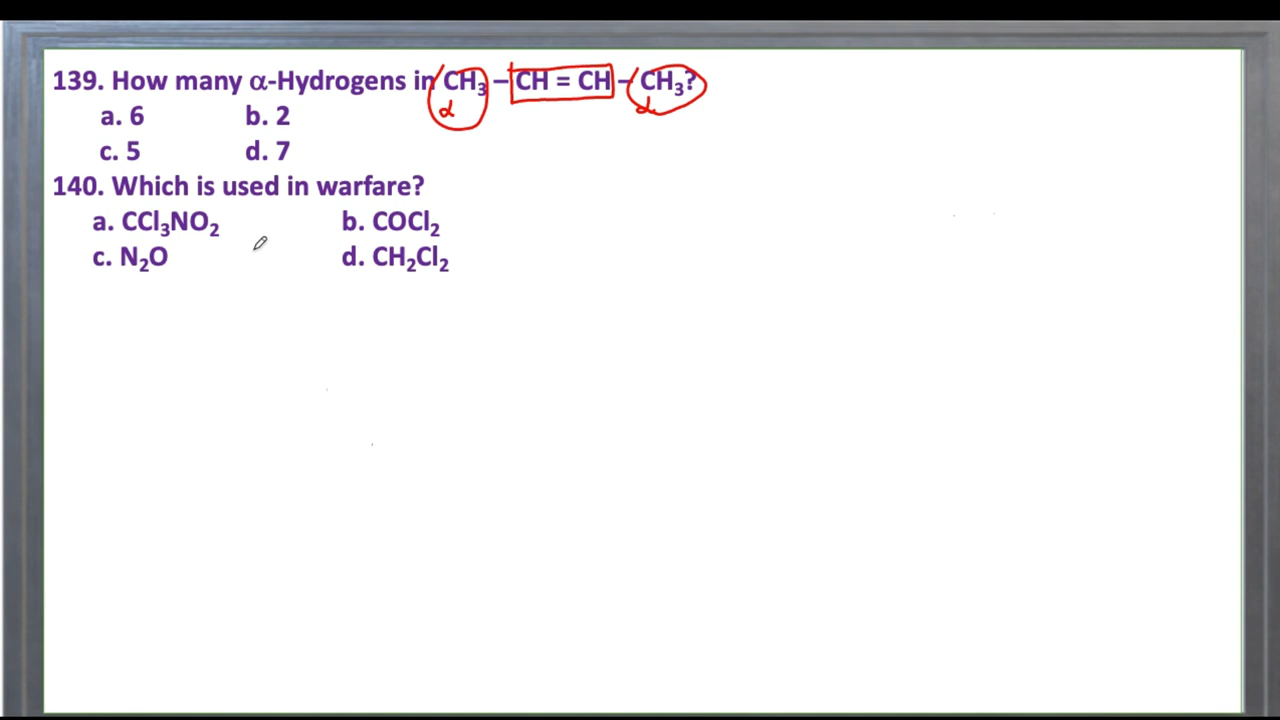 139. How many α-Hydrogens in CH₃ – CH = CH – CH₃?
α α
a. 6 b. 2
c. 5 d. 7
140. Which is used in warfare?
a. CCl₃NO₂ b. COCl₂
c. N₂O d. CH₂Cl₂